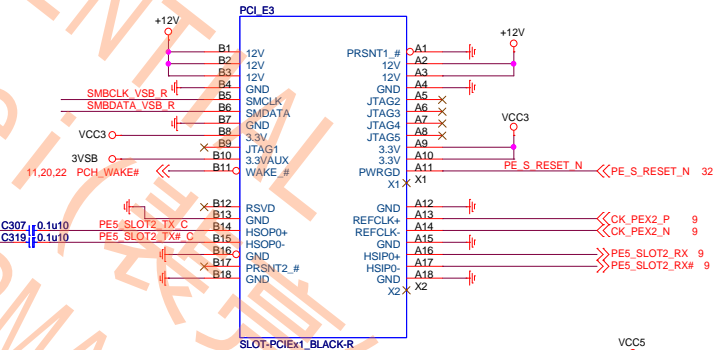 PCI_E3
+12V
B1 12V PRSNT1_# A1
B2 12V 12V A2
B3 12V 12V A3
+12V
B4 GND GND A4
SMBCLK_VSB_R B5 SMCLK JTAG2 A5
SMBDATA_VSB_R B6 SMDATA JTAG3 A6
B7 GND JTAG4 A7
VCC3 B8 3.3V JTAG5 A8
VCC3
B9 JTAG1 3.3V A9
3VSB B10 3.3VAUX 3.3V A10
11,20,22 PCH_WAKE# B11 WAKE_# PWRGD A11 PE_S_RESET_N PE_S_RESET_N 32
X1 X1
B12 RSVD GND A12
B13 GND REFCLK+ A13 CK_PEX2_P 9
C307 0.1u10 PE5_SLOT2_TX_C B14 HSOP0+ REFCLK- A14 CK_PEX2_N 9
C319 0.1u10 PE5_SLOT2_TX#_C B15 HSOP0- GND A15
B16 GND HSIP0+ A16 PE5_SLOT2_RX 9
B17 PRSNT2_# HSIP0- A17 PE5_SLOT2_RX# 9
B18 GND GND A18
X2 X2
SLOT-PCIEx1_BLACK-R
VCC5